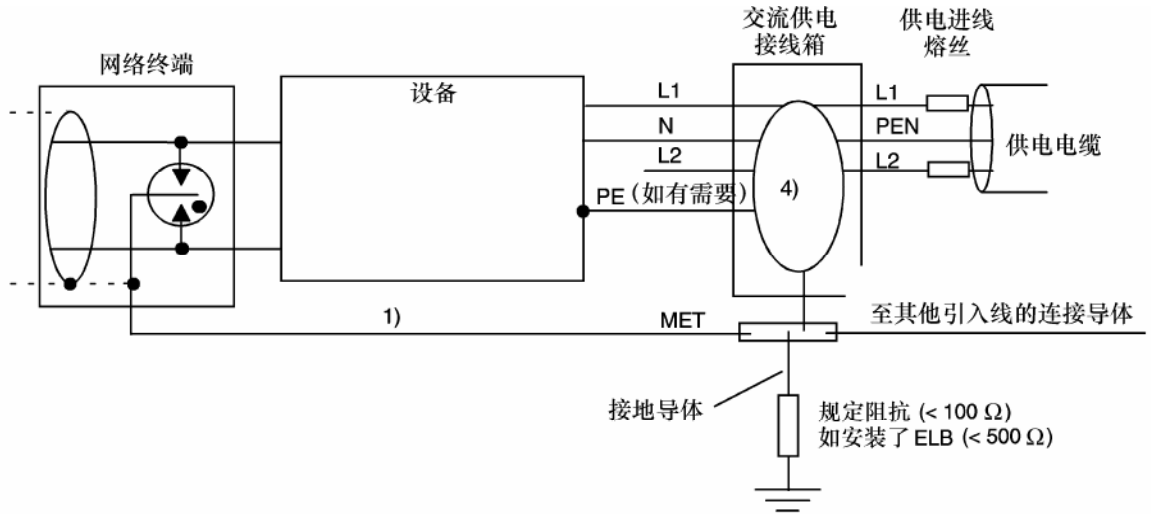 交流供电
接线箱
供电进线
熔丝
网络终端
设备
L1
L1
N
PEN
L2
L2
供电电缆
PE (如有需要)
4)
1)
MET
至其他引入线的连接导体
接地导体
规定阻抗 (< 100 Ω)
如安装了 ELB (< 500 Ω)